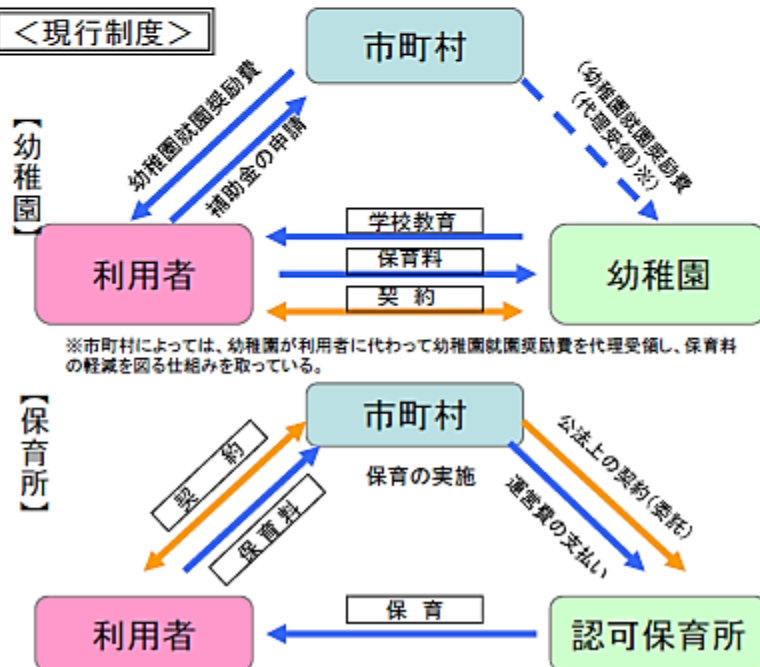 ＜現行制度＞
市町村
【幼稚園】
幼稚園就園奨励費
補助金の申請
（幼稚園就園奨励費
（代理受領）※）
学校教育
利用者
保育料
幼稚園
契 約
※市町村によっては、幼稚園が利用者に代わって幼稚園就園奨励費を代理受領し、保育料
の軽減を図る仕組みを取っている。
【保育所】
市町村
契 約
保育料
保育の実施
公法上の契約（委託）
運営費の支払い
利用者
保 育
認可保育所